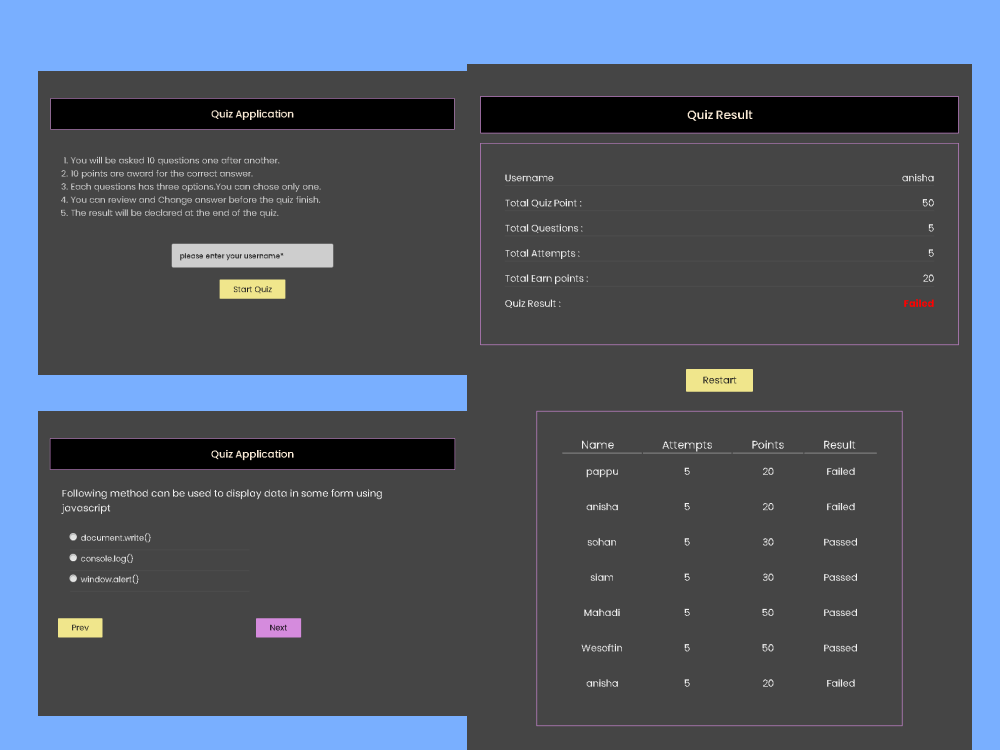 Quiz Application
1. You will be asked 10 questions one after another.
2. 10 points are award for the correct answer.
3. Each questions has three options.You can chose only one.
4. You can review and Change answer before the quiz finish.
5. The result will be declared at the end of the quiz.
please enter your username*
Start Quiz
Quiz Application
Following method can be used to display data in some form using
javascript
document.write()
console.log()
window.alert()
Prev Next
Quiz Result
Username anisha
Total Quiz Point : 50
Total Questions : 5
Total Attempts : 5
Total Earn points : 20
Quiz Result : Failed
Restart
Name Attempts Points Result
pappu 5 20 Failed
anisha 5 20 Failed
sohan 5 30 Passed
siam 5 30 Passed
Mahadi 5 50 Passed
Wesoftin 5 50 Passed
anisha 5 20 Failed